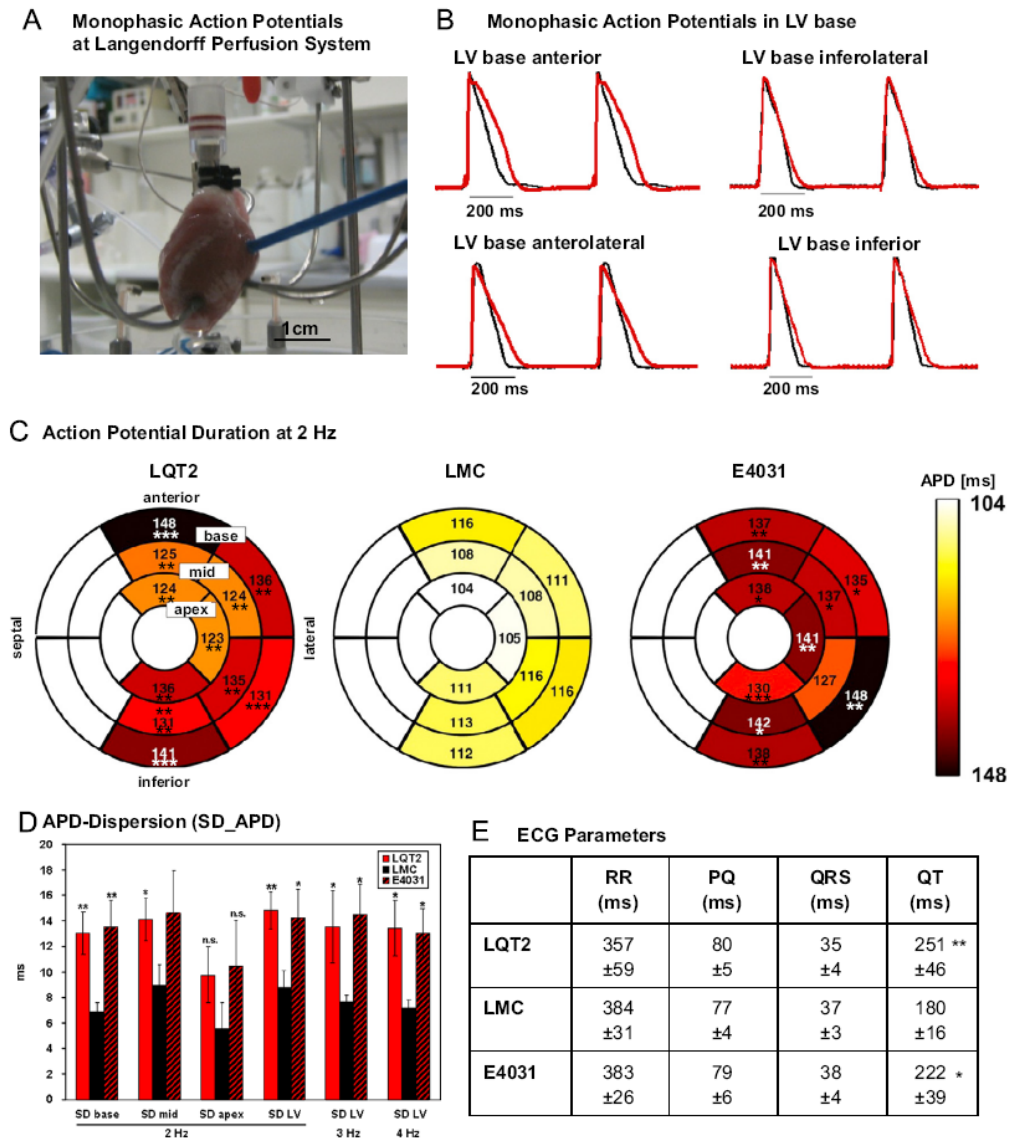 A Monophasic Action Potentials
at Langendorff Perfusion System
1cm
B Monophasic Action Potentials in LV base
LV base anterior
LV base inferolateral
200 ms
200 ms
LV base anterolateral
LV base inferior
200 ms
200 ms
C Action Potential Duration at 2 Hz
LQT2
anterior
septal
lateral
inferior
base
mid
apex
148
***
125
**
124
**
136
**
124
**
123
**
135
**
131
***
136
**
**
131
141
***
LMC
116
108
104
111
108
105
116
116
111
113
112
E4031
137
**
141
**
136
*
135
*
137
*
141
**
127
148
**
130
***
142
*
138
**
APD [ms]
104
148
D APD-Dispersion (SD_APD)
20
18
16
14
12
10
8
6
4
2
0
ms
LQT2
LMC
E4031
** ** * n.s. n.s. ** * * * * *
SD base SD mid SD apex SD LV SD LV SD LV
2 Hz 3 Hz 4 Hz
E ECG Parameters
RR PQ QRS QT
(ms) (ms) (ms) (ms)
LQT2 357 80 35 251 **
±59 ±5 ±4 ±46
LMC 384 77 37 180
±31 ±4 ±3 ±16
E4031 383 79 38 222 *
±26 ±6 ±4 ±39